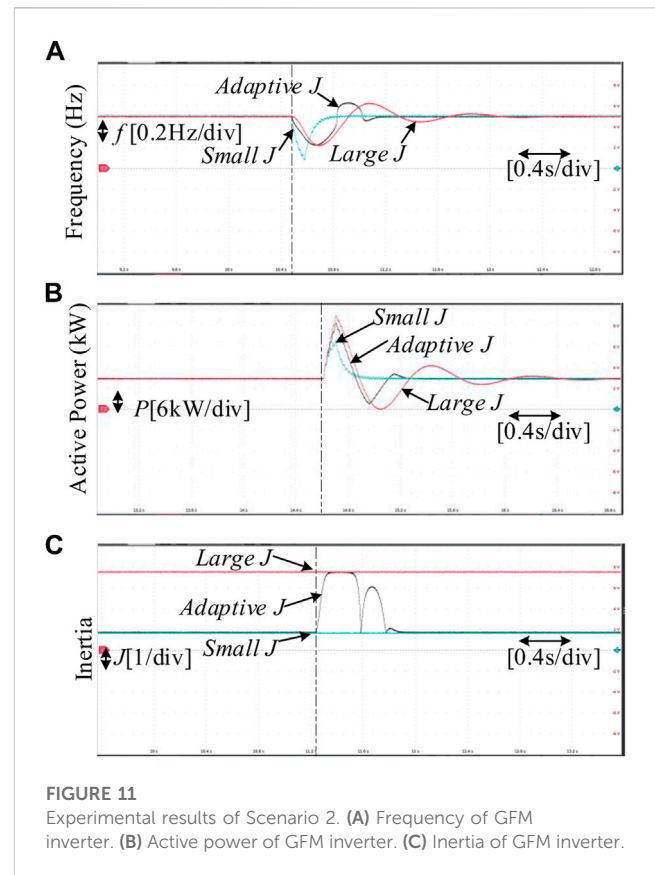 A
Frequency (Hz)
Adaptive J
f [0.2Hz/div]
Small J
Large J
[0.4s/div]
B
Active Power (kW)
Small J
Adaptive J
P[6kW/div]
Large J
[0.4s/div]
C
Inertia
Large J
Adaptive J
Small J
J[1/div]
[0.4s/div]
FIGURE 11
Experimental results of Scenario 2. (A) Frequency of GFM
inverter. (B) Active power of GFM inverter. (C) Inertia of GFM inverter.